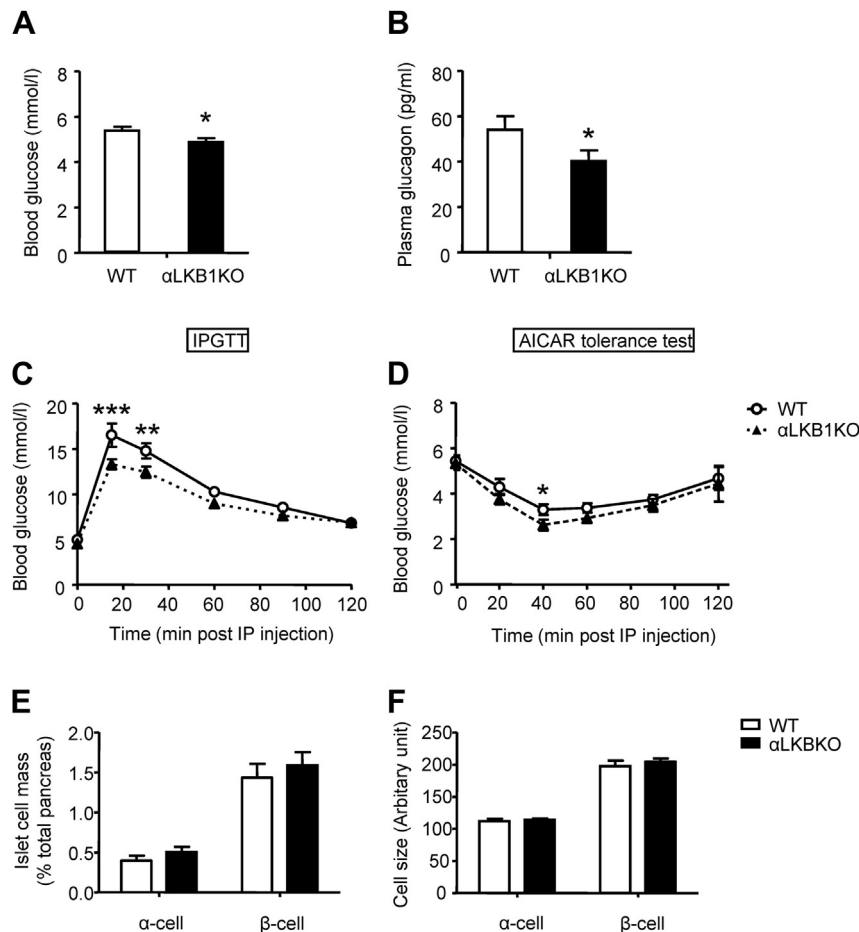 A
Blood glucose (mmol/l)
8
6
4
2
0
*
WT
αLKB1KO
B
Plasma glucagon (pg/ml)
80
60
40
20
0
*
WT
αLKB1KO
IPGTT
AICAR tolerance test
C
Blood glucose (mmol/l)
20
15
10
5
0
***
**
0 20 40 60 80 100 120
Time (min post IP injection)
D
Blood glucose (mmol/l)
8
6
4
2
0
*
0 20 40 60 80 100 120
Time (min post IP injection)
WT
αLKB1KO
E
Islet cell mass
(% total pancreas)
2.0
1.5
1.0
0.5
0.0
α-cell
β-cell
F
Cell size (Arbitary unit)
250
200
150
100
50
0
α-cell
β-cell
WT
αLKBKO